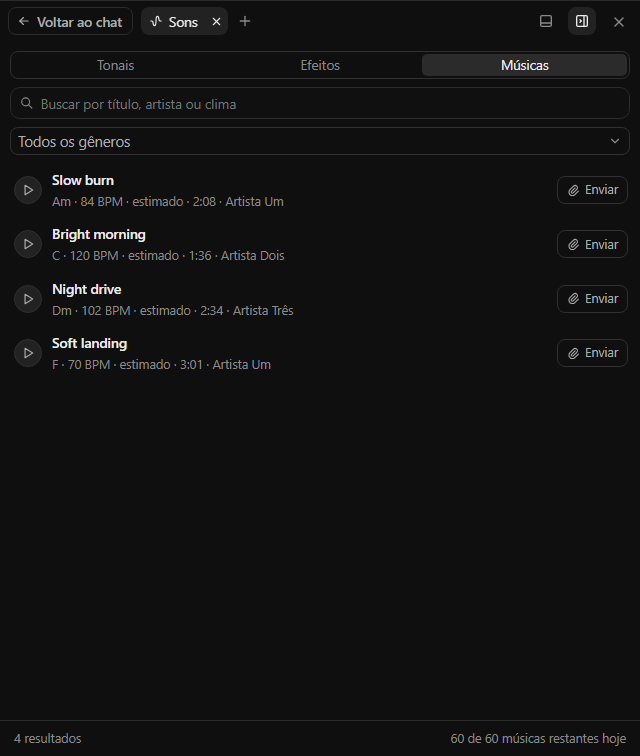 Voltar ao chat
Sons
Tonais
Efeitos
Músicas
Buscar por título, artista ou clima
Todos os gêneros
Slow burn
Am · 84 BPM · estimado · 2:08 · Artista Um
Enviar
Bright morning
C · 120 BPM · estimado · 1:36 · Artista Dois
Enviar
Night drive
Dm · 102 BPM · estimado · 2:34 · Artista Três
Enviar
Soft landing
F · 70 BPM · estimado · 3:01 · Artista Um
Enviar
4 resultados
60 de 60 músicas restantes hoje